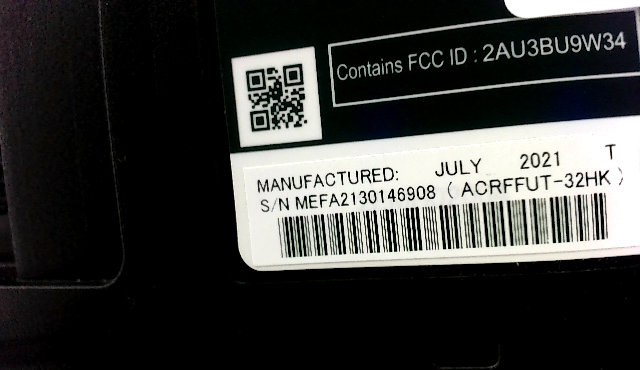 Contains FCC ID : 2AU3BU9W34
MANUFACTURED: JULY 2021 T
S/N MEFA2130146908 ( ACRFFUT-32HK )